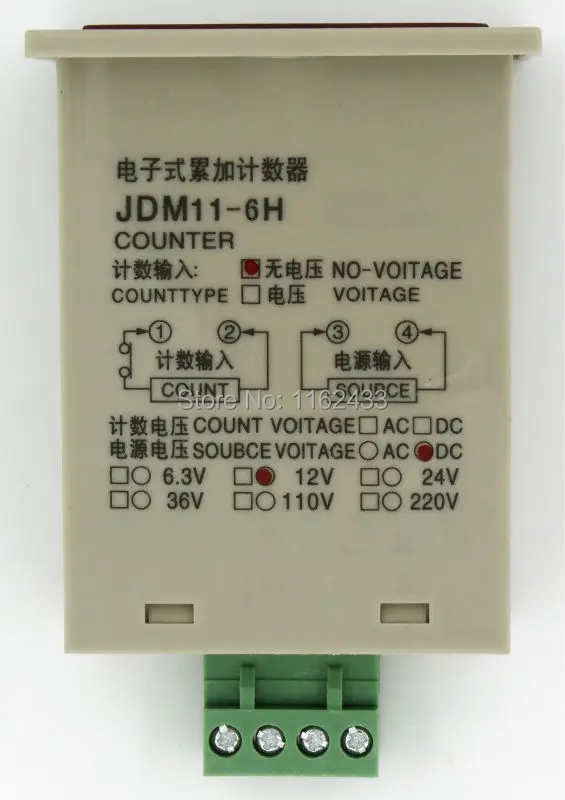 电子式累加计数器
JDM11-6H
COUNTER
计数输入: 无电压 NO-VOITAGE
COUNTTYPE 电压 VOITAGE
1 2 3 4
计数输入 电源输入
COUNT SOURCE
Store No: 1162433
计数电压 COUNT VOITAGE AC DC
电源电压 SOUBCE VOITAGE AC DC
6.3V 12V 24V
36V 110V 220V